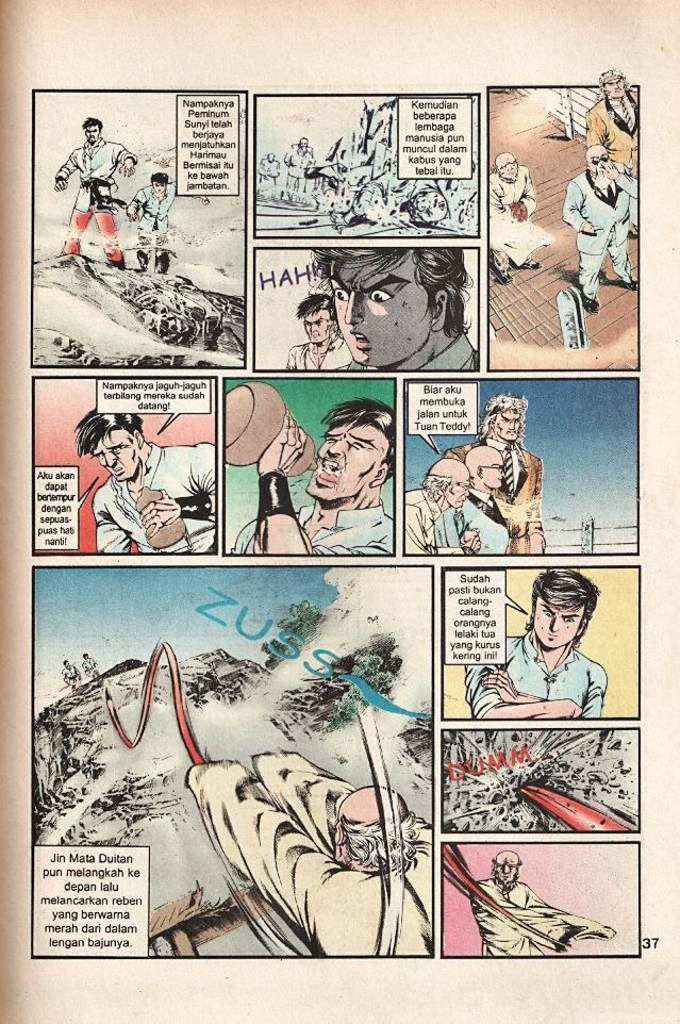 Nampaknya
Peminum
Sunyi telah
berjaya
menjatuhkan
Harimau
Bermisai itu
ke bawah
jambatan.
Kemudian
beberapa
lembaga
manusia pun
muncul dalam
kabus yang
tebal itu.
HAHH
Nampaknya jaguh-jaguh
terbilang mereka sudah
datang!
Aku akan
dapat
bertempur
dengan
sepuas-
puas hati
nanti!
Biar aku
membuka
jalan untuk
Tuan Teddy!
ZUSSS
Jin Mata Duitan
pun melangkah ke
depan lalu
melancarkan reben
yang berwarna
merah dari dalam
lengan bajunya.
Sudah
pasti bukan
calang-
calang
orangnya
lelaki tua
yang kurus
kering ini!
DUMM
37